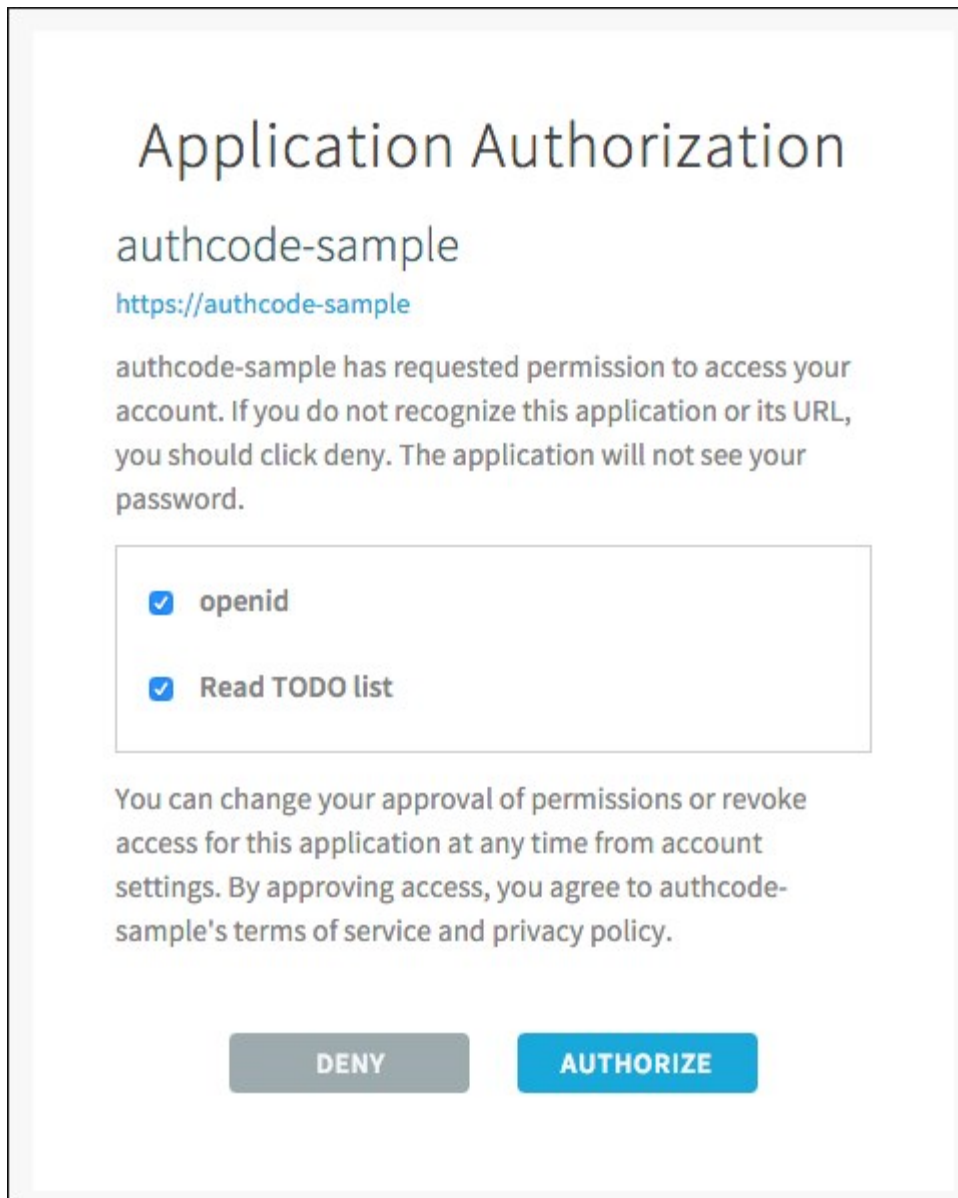 Application Authorization
authcode-sample
https://authcode-sample
authcode-sample has requested permission to access your
account. If you do not recognize this application or its URL,
you should click deny. The application will not see your
password.
openid
Read TODO list
You can change your approval of permissions or revoke
access for this application at any time from account
settings. By approving access, you agree to authcode-
sample's terms of service and privacy policy.
DENY
AUTHORIZE